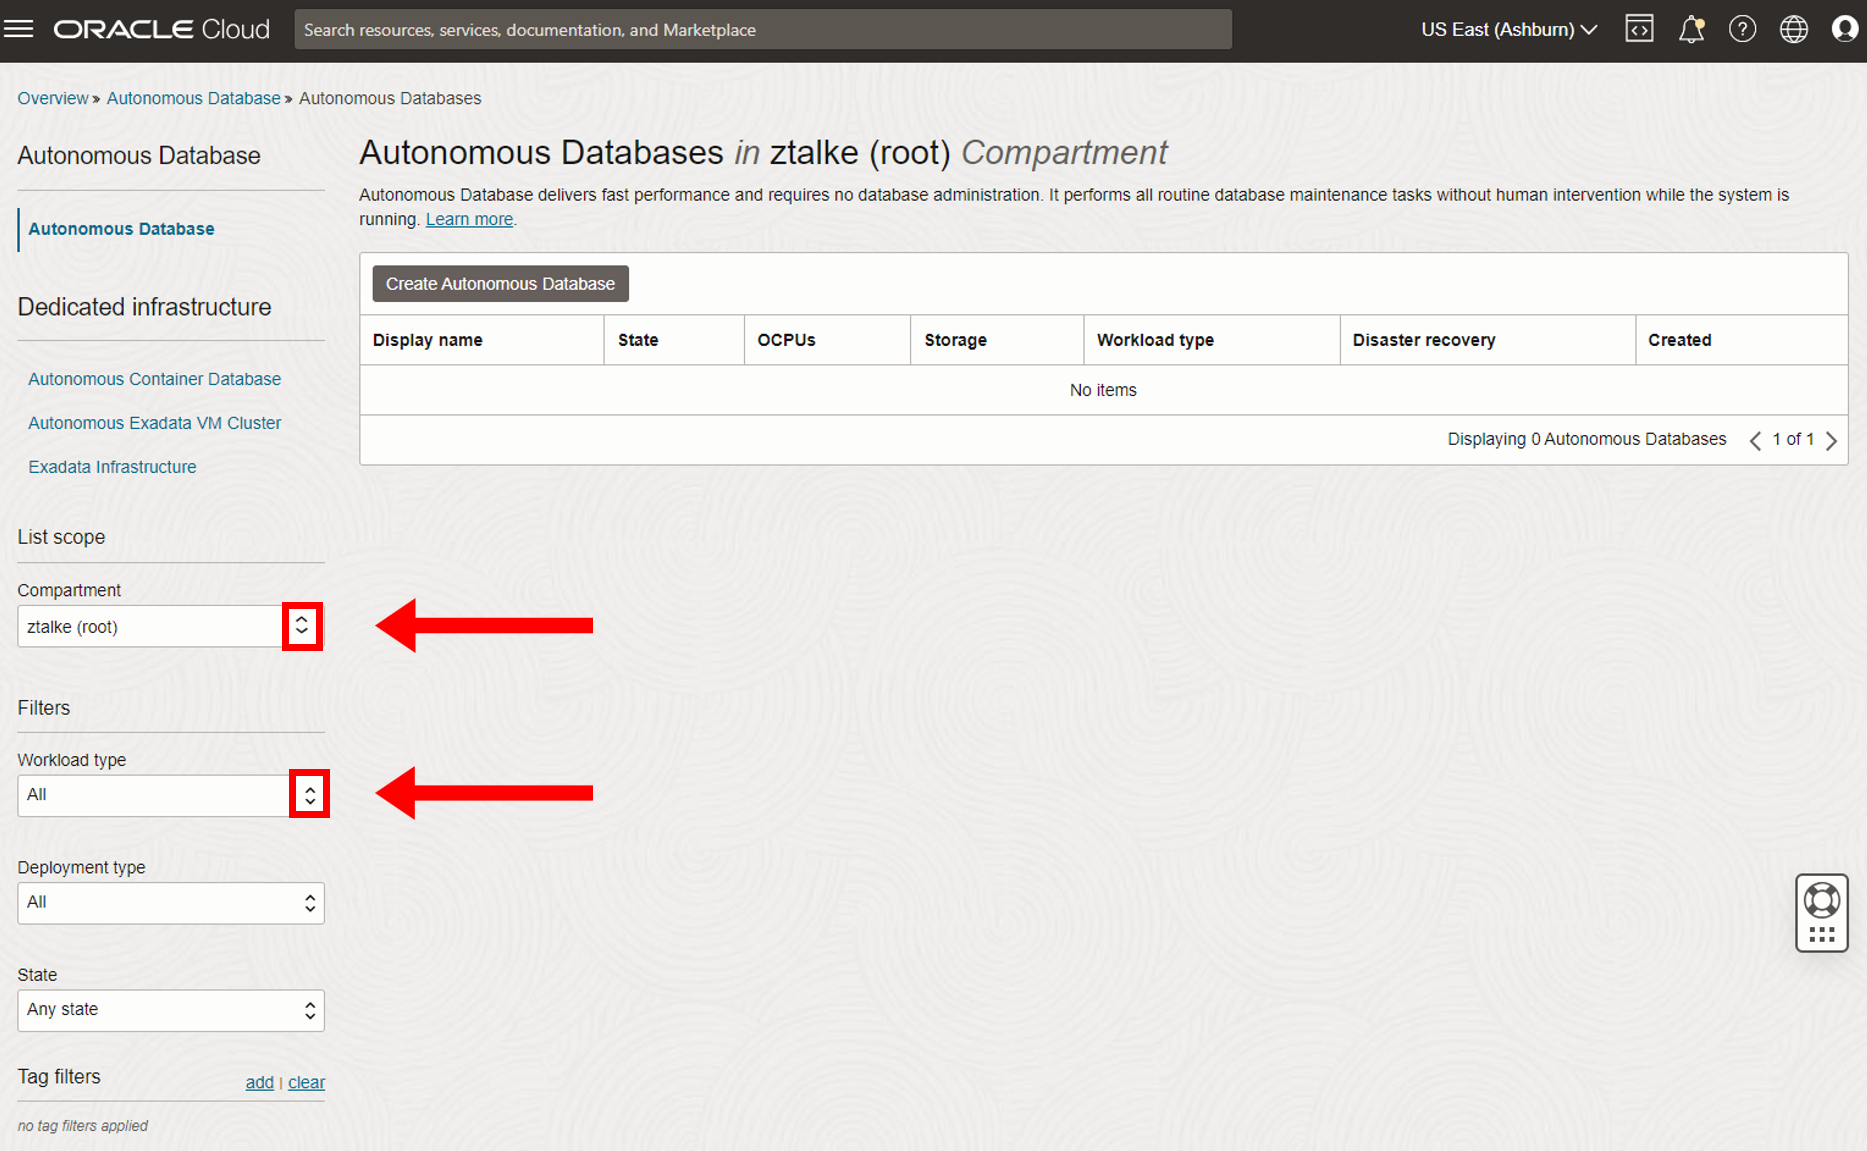 ORACLE Cloud
Search resources, services, documentation, and Marketplace
US East (Ashburn)
Overview » Autonomous Database » Autonomous Databases
Autonomous Database
Autonomous Database
Dedicated infrastructure
Autonomous Container Database
Autonomous Exadata VM Cluster
Exadata Infrastructure
List scope
Compartment
ztalke (root)
Filters
Workload type
All
Deployment type
All
State
Any state
Tag filters
add | clear
no tag filters applied
Autonomous Databases in ztalke (root) Compartment
Autonomous Database delivers fast performance and requires no database administration. It performs all routine database maintenance tasks without human intervention while the system is
running. Learn more.
Create Autonomous Database
Display name State OCPUs Storage Workload type Disaster recovery Created
No items
Displaying 0 Autonomous Databases < 1 of 1 >